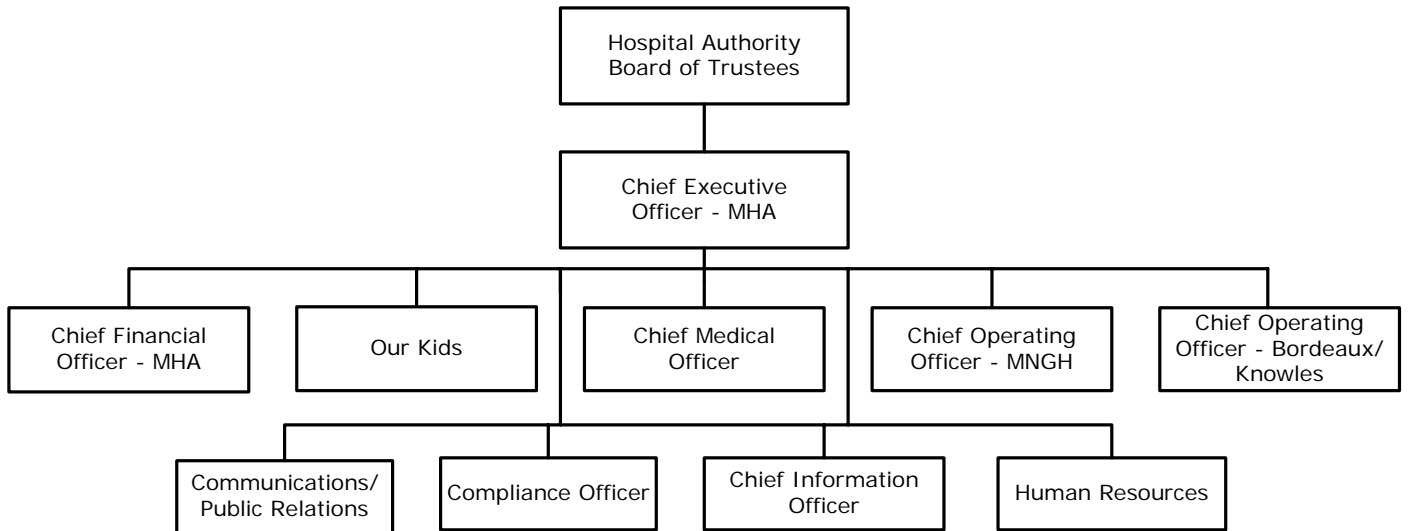 Hospital Authority
Board of Trustees
Chief Executive
Officer - MHA
Chief Financial
Officer - MHA
Our Kids
Chief Medical
Officer
Chief Operating
Officer - MNGH
Chief Operating
Officer - Bordeaux/
Knowles
Communications/
Public Relations
Compliance Officer
Chief Information
Officer
Human Resources